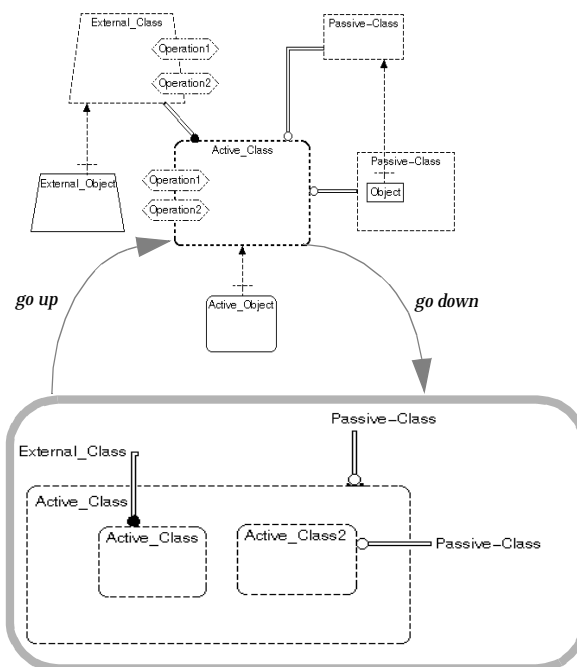 External_Class
Passive-Class
Operation1
Operation2
Active_Class
Passive-Class
External_Object
Operation1
Object
Operation2
go up
Active_Object
go down
Passive-Class
External_Class
Active_Class
Active_Class
Active_Class2
Passive-Class